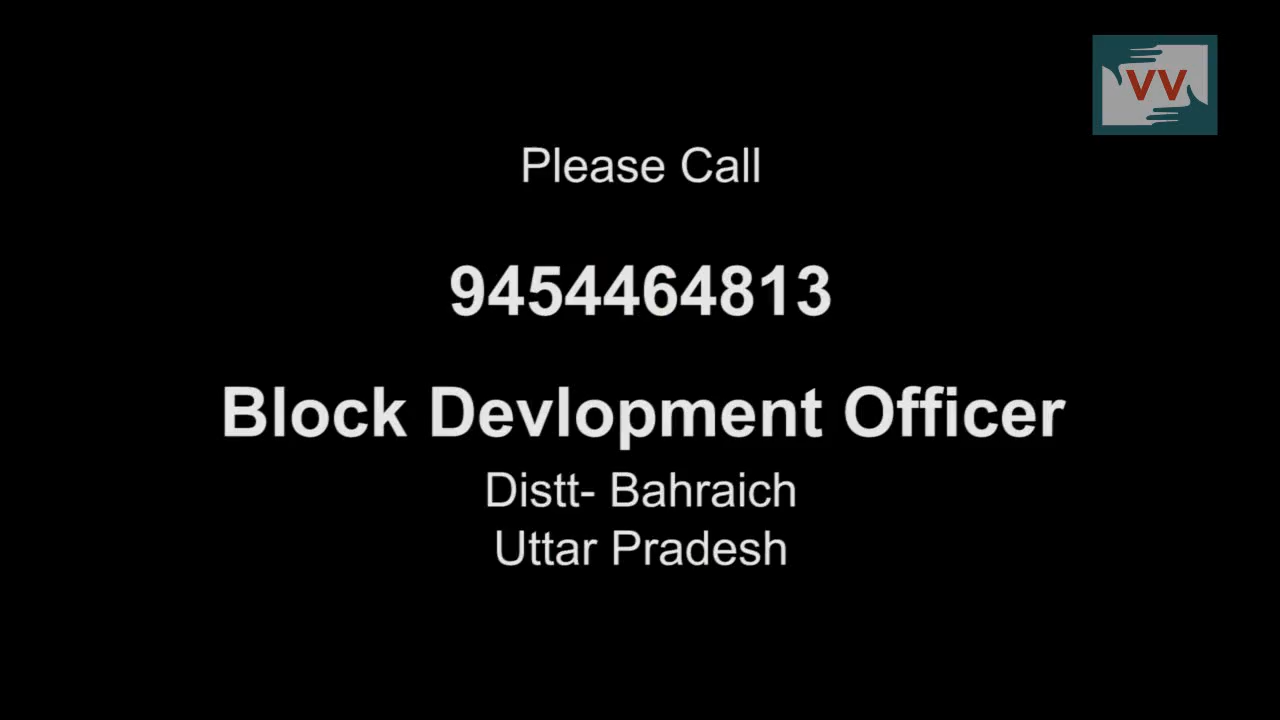 VV
Please Call
9454464813
Block Devlopment Officer
Distt- Bahraich
Uttar Pradesh